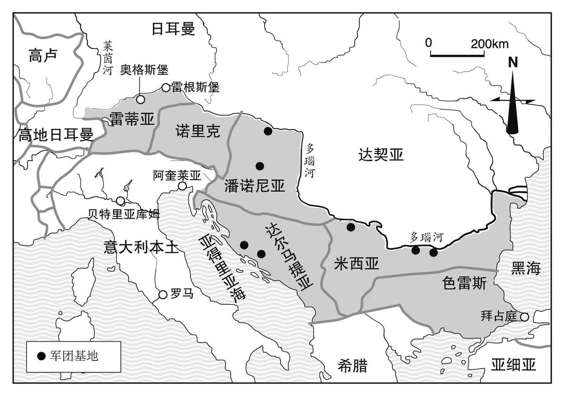 日耳曼
高卢
莱茵河
奥格斯堡
雷根斯堡
0 200km
N
高地日耳曼
雷蒂亚
诺里克
多瑙河
达契亚
阿奎莱亚
潘诺尼亚
贝特里亚库姆
意大利本土
亚得里亚海
达尔马提亚
米西亚
多瑙河
黑海
色雷斯
罗马
拜占庭
希腊
亚细亚
军团基地